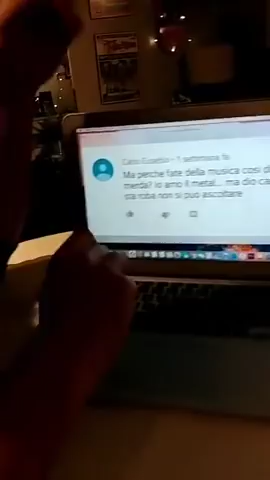 1 settimana fa
Ma perche fate della musica cosi di
merda? io amo il metal... ma dio ca
sta roba non si può ascoltare